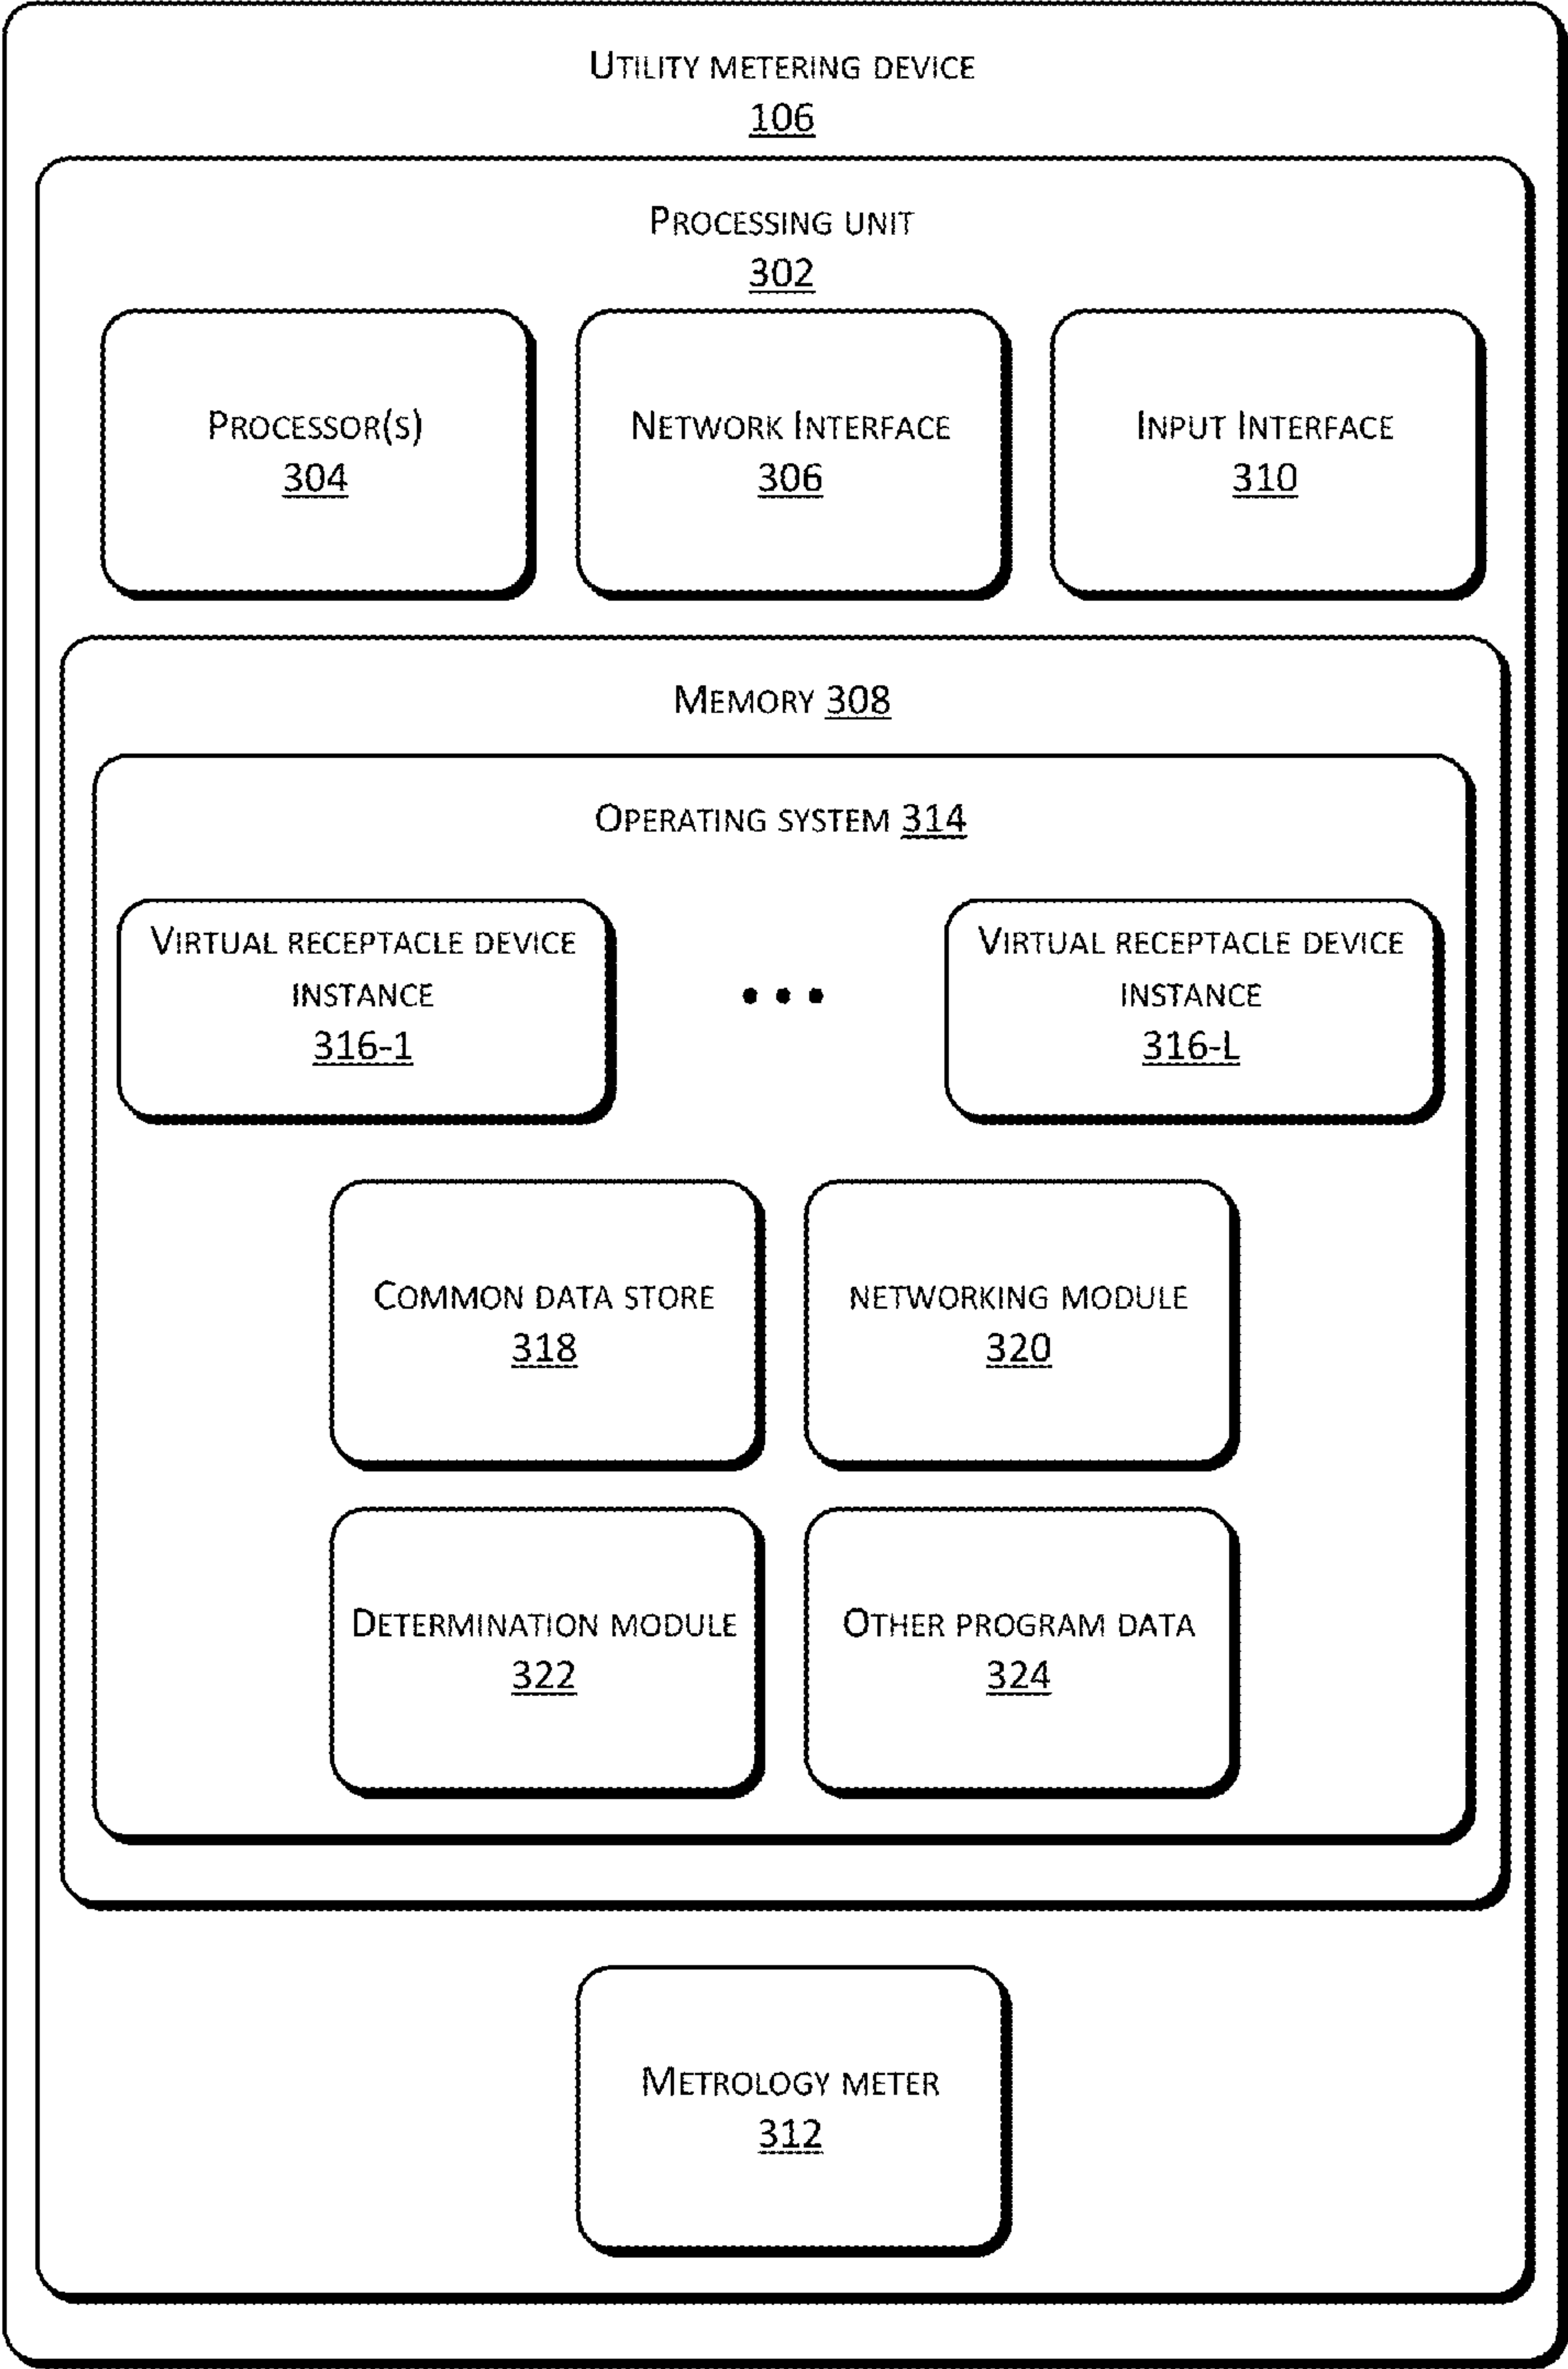 Utility metering device
106
Processing unit
302
Processor(s)
304
Network Interface
306
Input Interface
310
Memory 308
Operating system 314
Virtual receptacle device
instance
316-1
• • •
Virtual receptacle device
instance
316-L
Common data store
318
networking module
320
Determination module
322
Other program data
324
Metrology meter
312